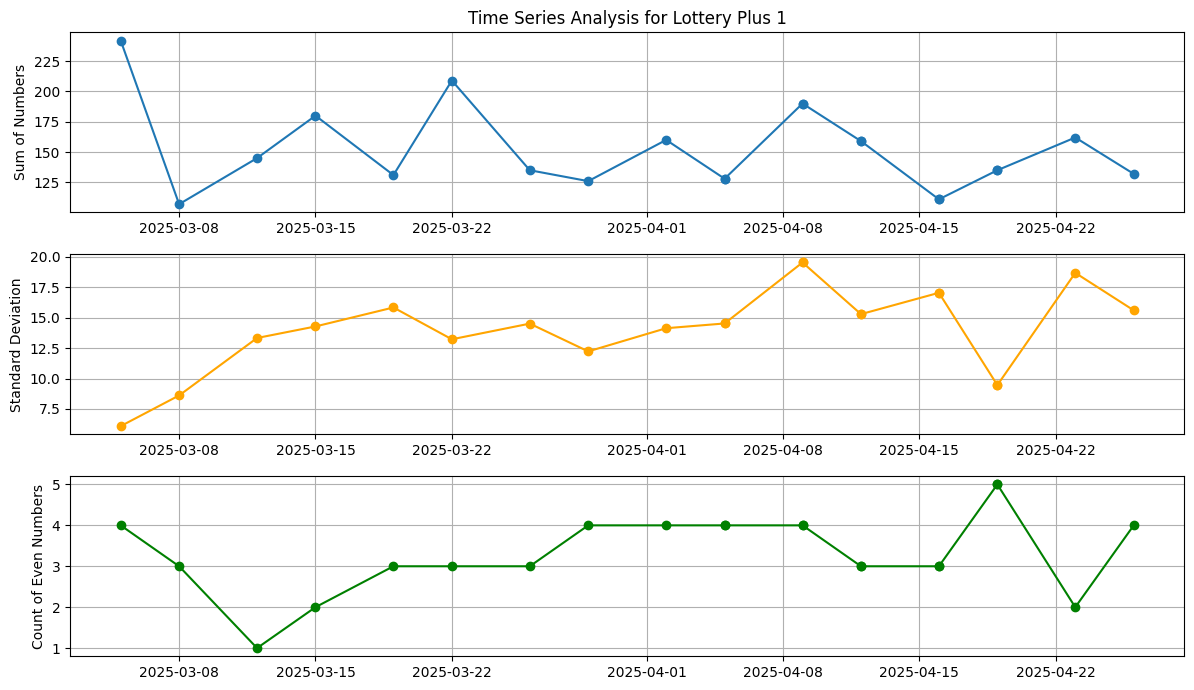 Time Series Analysis for Lottery Plus 1
Sum of Numbers
225
200
175
150
125
2025-03-08 2025-03-15 2025-03-22 2025-04-01 2025-04-08 2025-04-15 2025-04-22
Standard Deviation
20.0
17.5
15.0
12.5
10.0
7.5
2025-03-08 2025-03-15 2025-03-22 2025-04-01 2025-04-08 2025-04-15 2025-04-22
Count of Even Numbers
5
4
3
2
1
2025-03-08 2025-03-15 2025-03-22 2025-04-01 2025-04-08 2025-04-15 2025-04-22